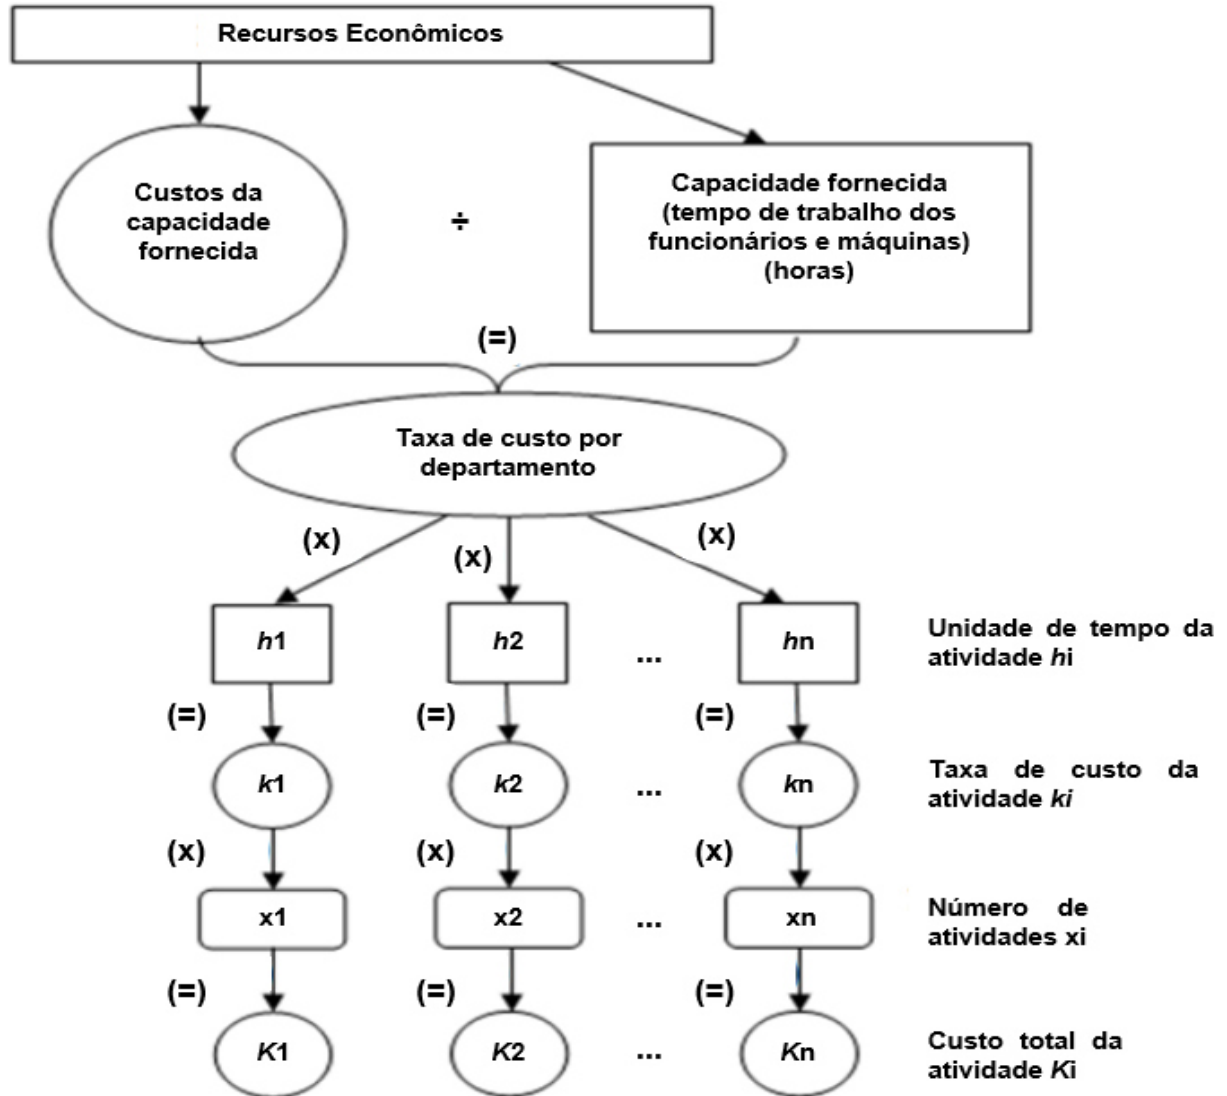 Recursos Econômicos
Custos da
capacidade
fornecida
÷
Capacidade fornecida
(tempo de trabalho dos
funcionários e máquinas)
(horas)
(=)
Taxa de custo por
departamento
(x) (x) (x)
h1 h2 ... hn
Unidade de tempo da
atividade hi
(=) (=) (=)
k1 k2 ... kn
Taxa de custo da
atividade ki
(x) (x) (x)
x1 x2 ... xn
Número de
atividades xi
(=) (=) (=)
K1 K2 ... Kn
Custo total da
atividade Ki